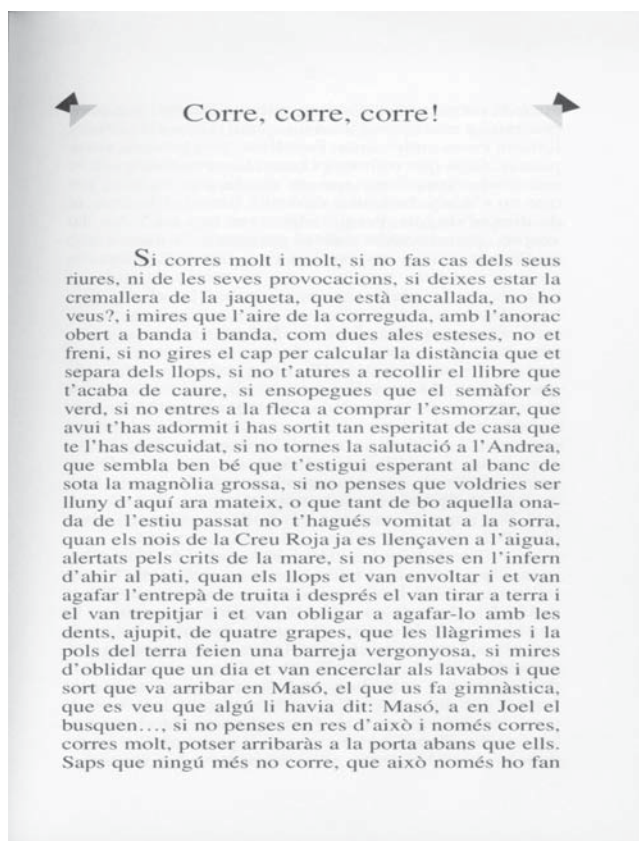 Corre, corre, corre!
Si corres molt i molt, si no fas cas dels seus
riures, ni de les seves provocacions, si deixes estar la
cremallera de la jaqueta, que està encallada, no ho
veus?, i mires que l'aire de la correguda, amb l'anorac
obert a banda i banda, com dues ales esteses, no et
freni, si no gires el cap per calcular la distància que et
separa dels llops, si no t'atures a recollir el llibre que
t'acaba de caure, si ensopegues que el semàfor és
verd, si no entres a la fleca a comprar l'esmorzar, que
avui t'has adormit i has sortit tan esperitat de casa que
te l'has descuidat, si no tornes la salutació a l'Andrea,
que sembla ben bé que t'estigui esperant al banc de
sota la magnòlia grossa, si no penses que voldries ser
lluny d'aquí ara mateix, o que tant de bo aquella ona-
da de l'estiu passat no t'hagués vomitat a la sorra,
quan els nois de la Creu Roja ja es llençaven a l'aigua,
alertats pels crits de la mare, si no penses en l'infern
d'ahir al pati, quan els llops et van envoltar i et van
agafar l'entrepà de truita i després el van tirar a terra i
el van trepitjar i et van obligar a agafar-lo amb les
dents, ajupit, de quatre grapes, que les llàgrimes i la
pols del terra feien una barreja vergonyosa, si mires
d'oblidar que un dia et van encerclar als lavabos i que
sort que va arribar en Masó, el que us fa gimnàstica,
que es veu que algú li havia dit: Masó, a en Joel el
busquen..., si no penses en res d'això i només corres,
corres molt, potser arribaràs a la porta abans que ells.
Saps que ningú més no corre, que això només ho fan